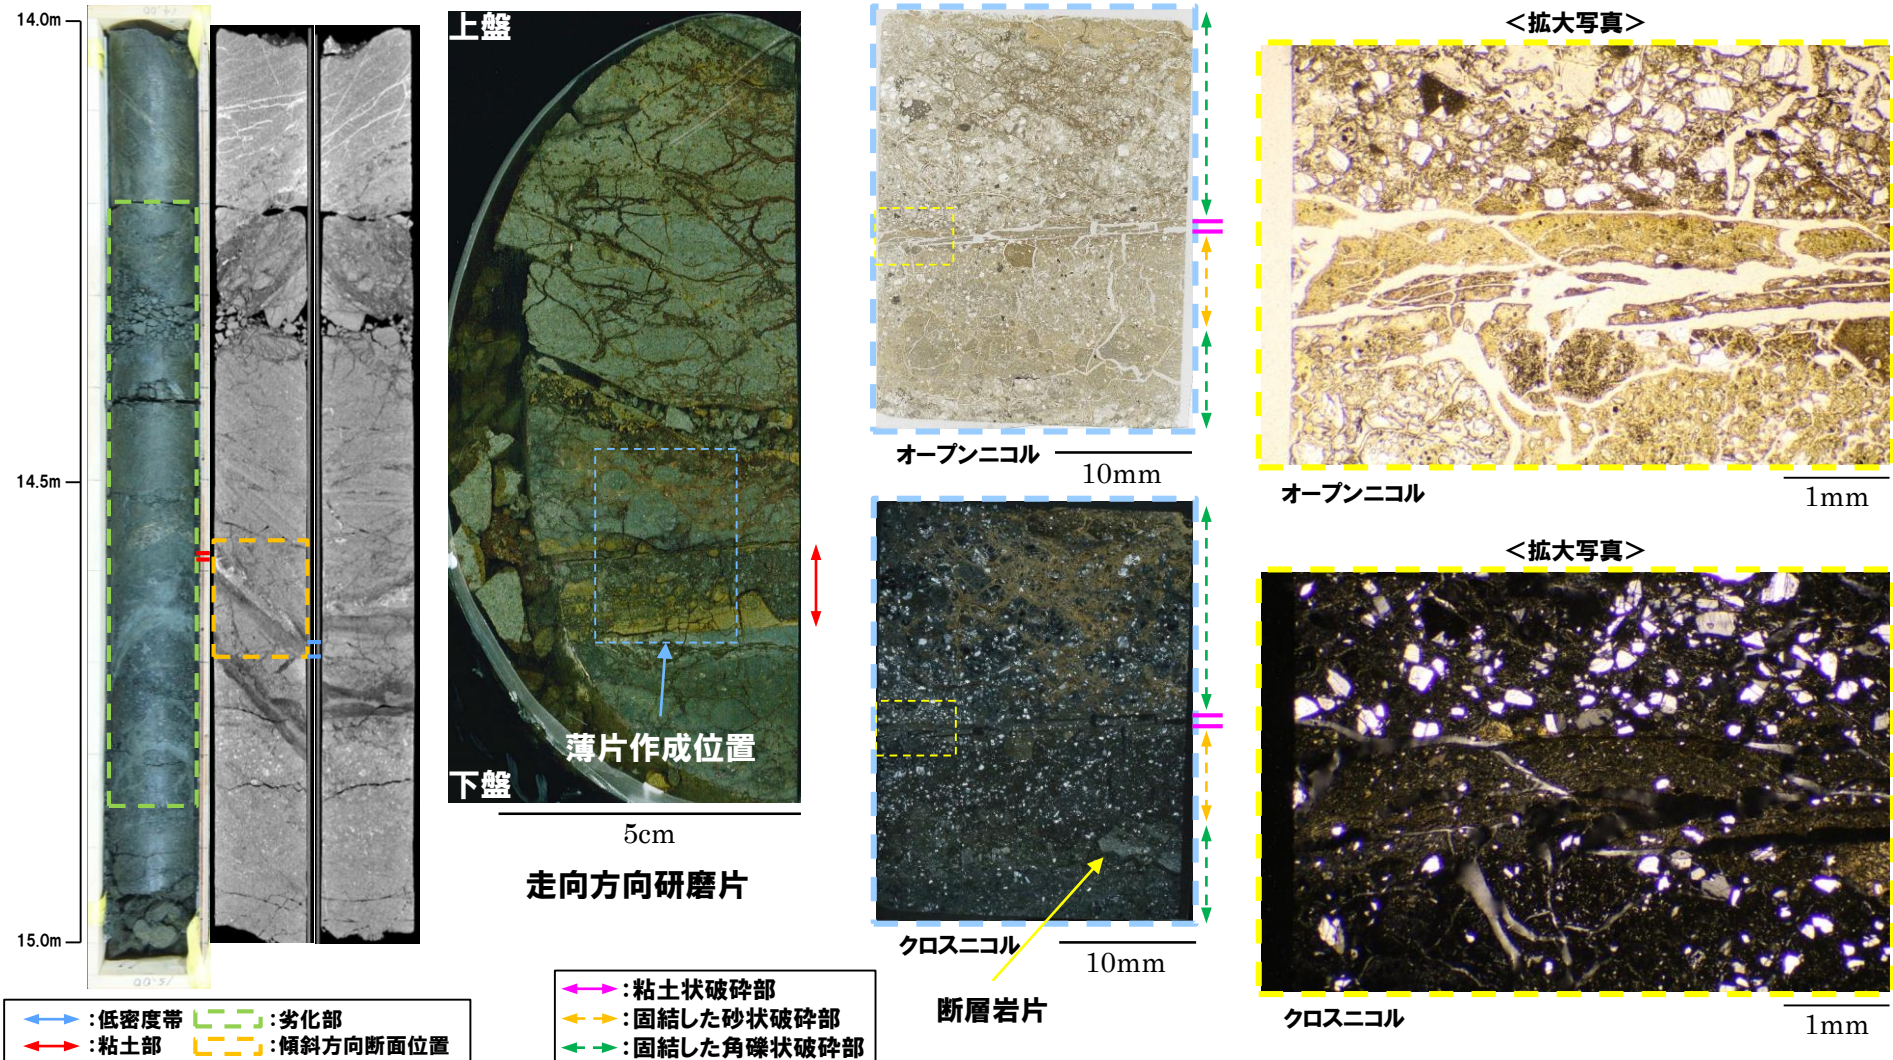 14.0m
14.5m
15.0m
上盤
下盤
薄片作成位置
5cm
走向方向研磨片
オープンニコル
10mm
クロスニコル
10mm
断層岩片
<拡大写真>
オープンニコル
1mm
<拡大写真>
クロスニコル
1mm
:低密度帯
:劣化部
:粘土部
:傾斜方向断面位置
:粘土状破砕部
:固結した砂状破砕部
:固結した角礫状破砕部
15.00